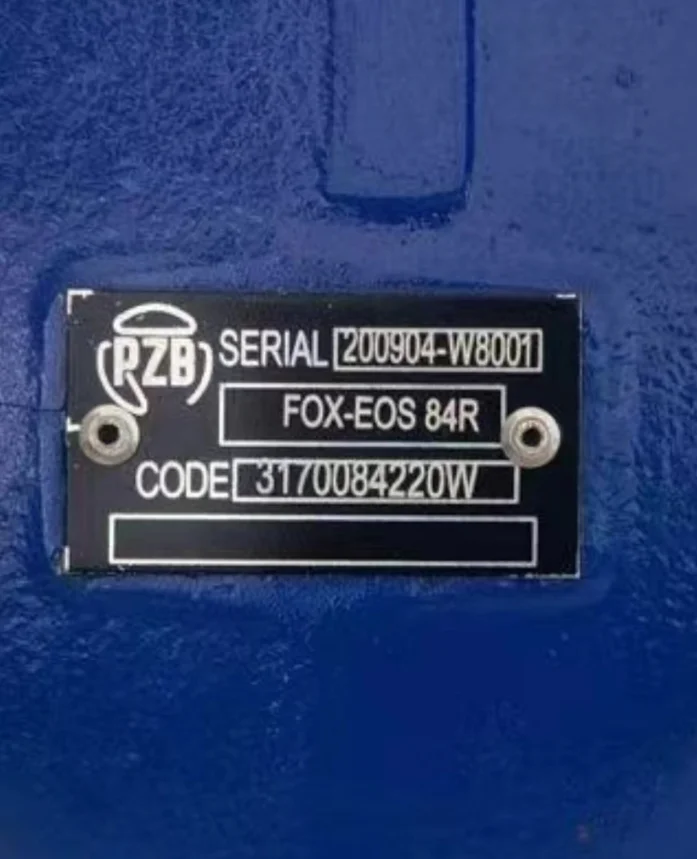 PZB
SERIAL 200904-W8001
FOX-EOS 84R
CODE 3170084220W